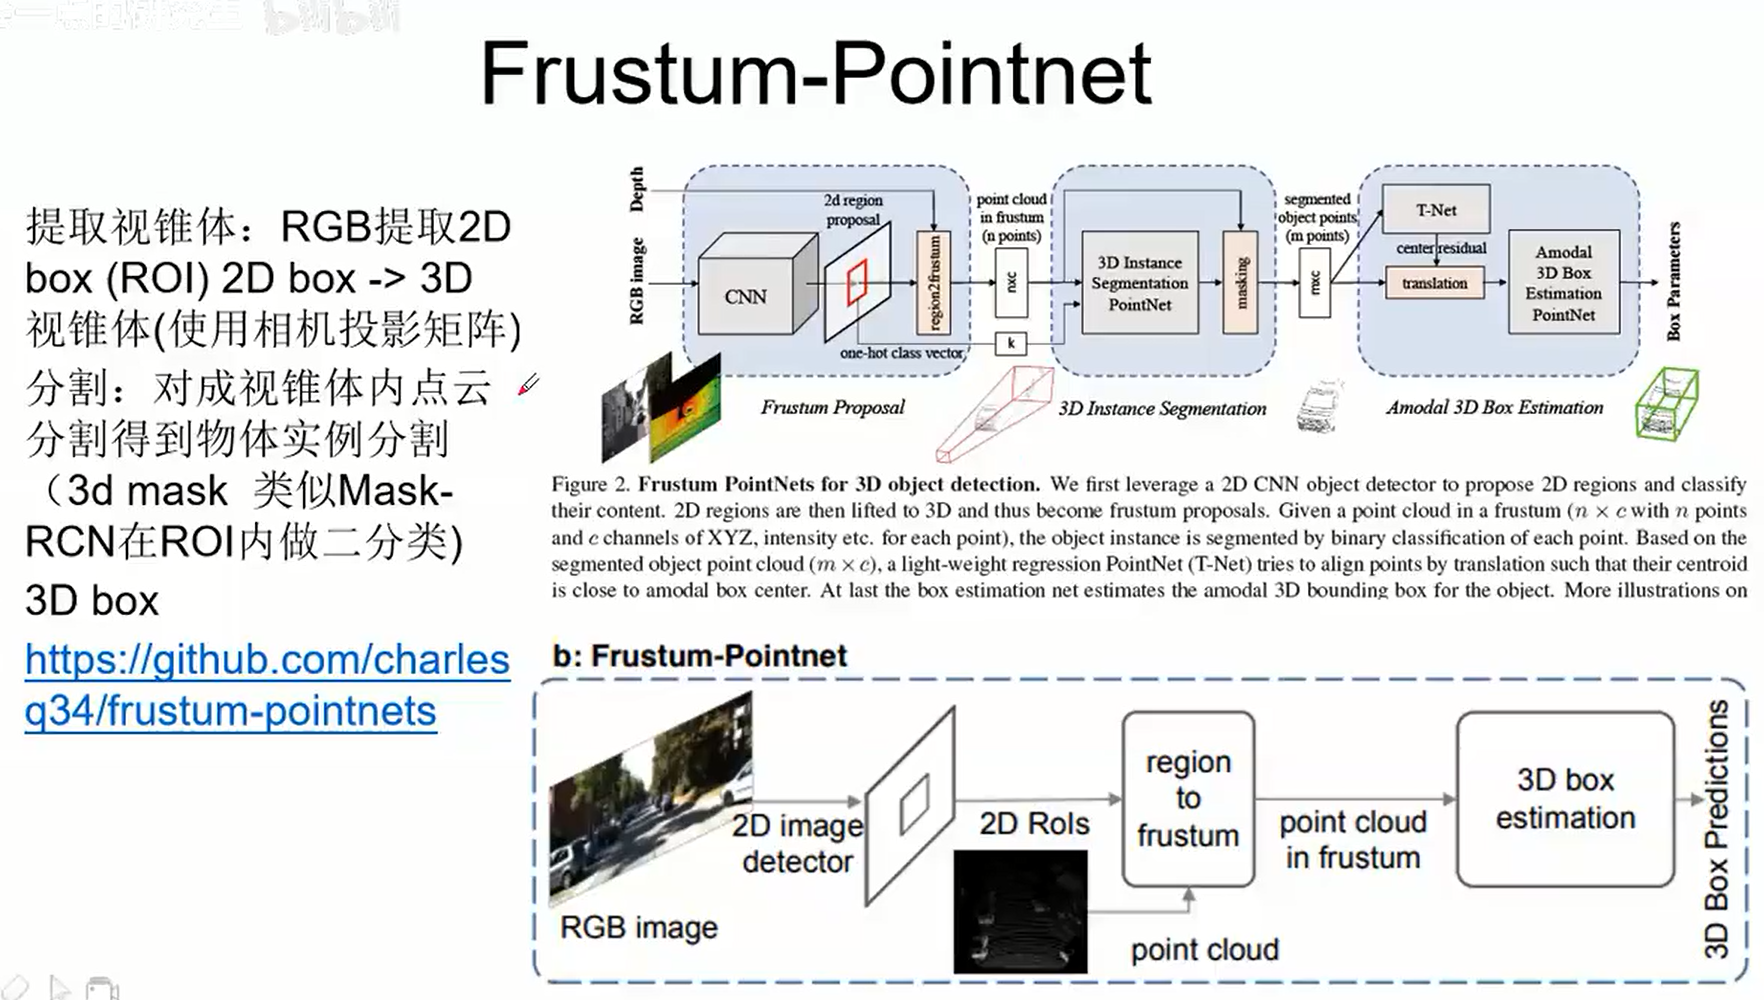 bilibili
Frustum-Pointnet
提取视锥体：RGB提取2D
box (ROI) 2D box -> 3D
视锥体(使用相机投影矩阵)
分割：对成视锥体内点云
分割得到物体实例分割
（3d mask 类似Mask-
RCN在ROI内做二分类)
3D box
https://github.com/charles
q34/frustum-pointnets
Depth
RGB image
CNN
2d region
proposal
region2frustum
one-hot class vector
Frustum Proposal
point cloud
in frustum
(n points)
nxc
k
3D Instance
Segmentation
PointNet
masking
3D Instance Segmentation
segmented
object points
(m points)
mxc
T-Net
center residual
translation
Amodal
3D Box
Estimation
PointNet
Amodal 3D Box Estimation
Box Parameters
Figure 2. Frustum PointNets for 3D object detection. We first leverage a 2D CNN object detector to propose 2D regions and classify
their content. 2D regions are then lifted to 3D and thus become frustum proposals. Given a point cloud in a frustum (n × c with n points
and c channels of XYZ, intensity etc. for each point), the object instance is segmented by binary classification of each point. Based on the
segmented object point cloud (m × c), a light-weight regression PointNet (T-Net) tries to align points by translation such that their centroid
is close to amodal box center. At last the box estimation net estimates the amodal 3D bounding box for the object. More illustrations on
b: Frustum-Pointnet
RGB image
2D image
detector
2D RoIs
point cloud
region
to
frustum
point cloud
in frustum
3D box
estimation
3D Box Predictions